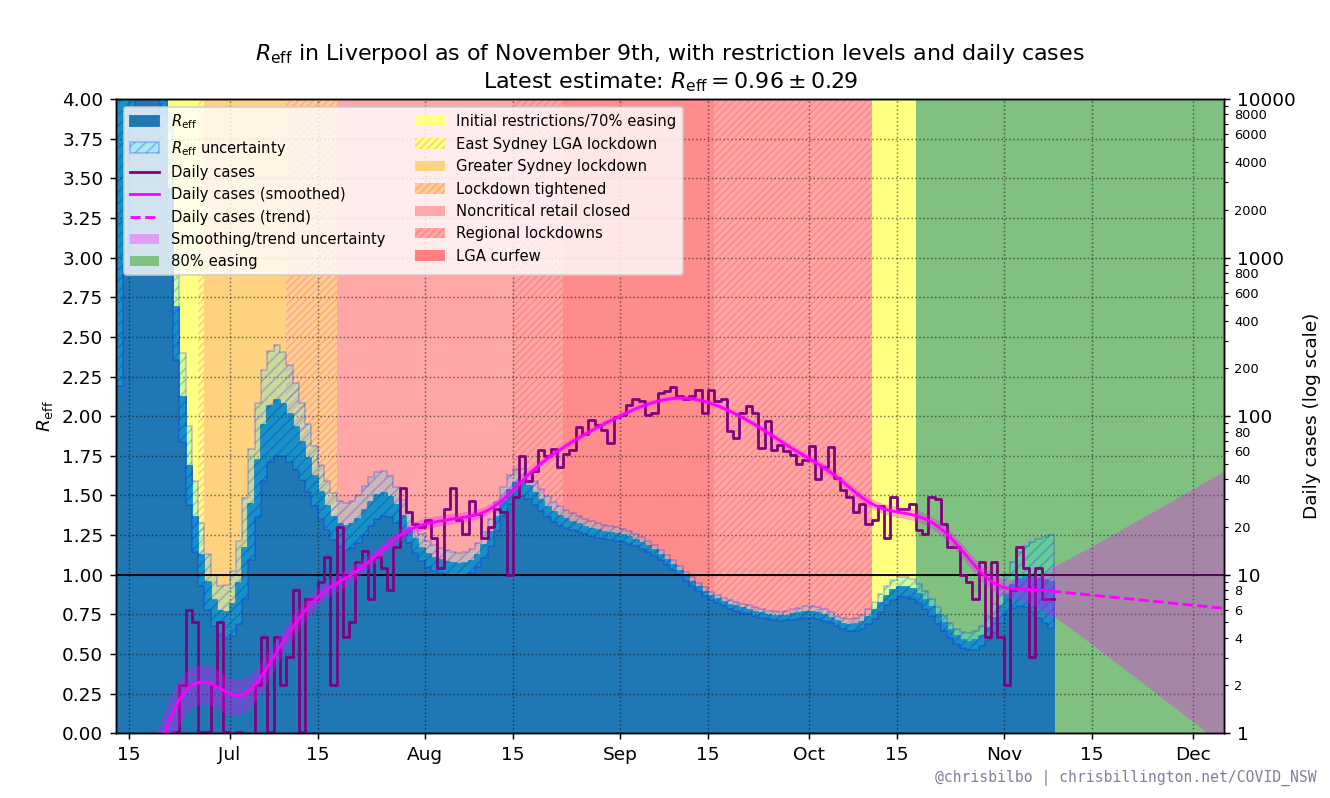 Reff in Liverpool as of November 9th, with restriction levels and daily cases
Latest estimate: Reff = 0.96 ± 0.29
Reff
Reff uncertainty
Daily cases
Daily cases (smoothed)
Daily cases (trend)
Smoothing/trend uncertainty
80% easing
Initial restrictions/70% easing
East Sydney LGA lockdown
Greater Sydney lockdown
Lockdown tightened
Noncritical retail closed
Regional lockdowns
LGA curfew
4.00
3.75
3.50
3.25
3.00
2.75
2.50
2.25
2.00
1.75
1.50
1.25
1.00
0.75
0.50
0.25
0.00
Reff
10000
8000
6000
4000
2000
1000
800
600
400
200
100
80
60
40
20
10
8
6
4
2
1
Daily cases (log scale)
15 Jul 15 Aug 15 Sep 15 Oct 15 Nov 15 Dec
@chrisbilbo | chrisbillington.net/COVID_NSW